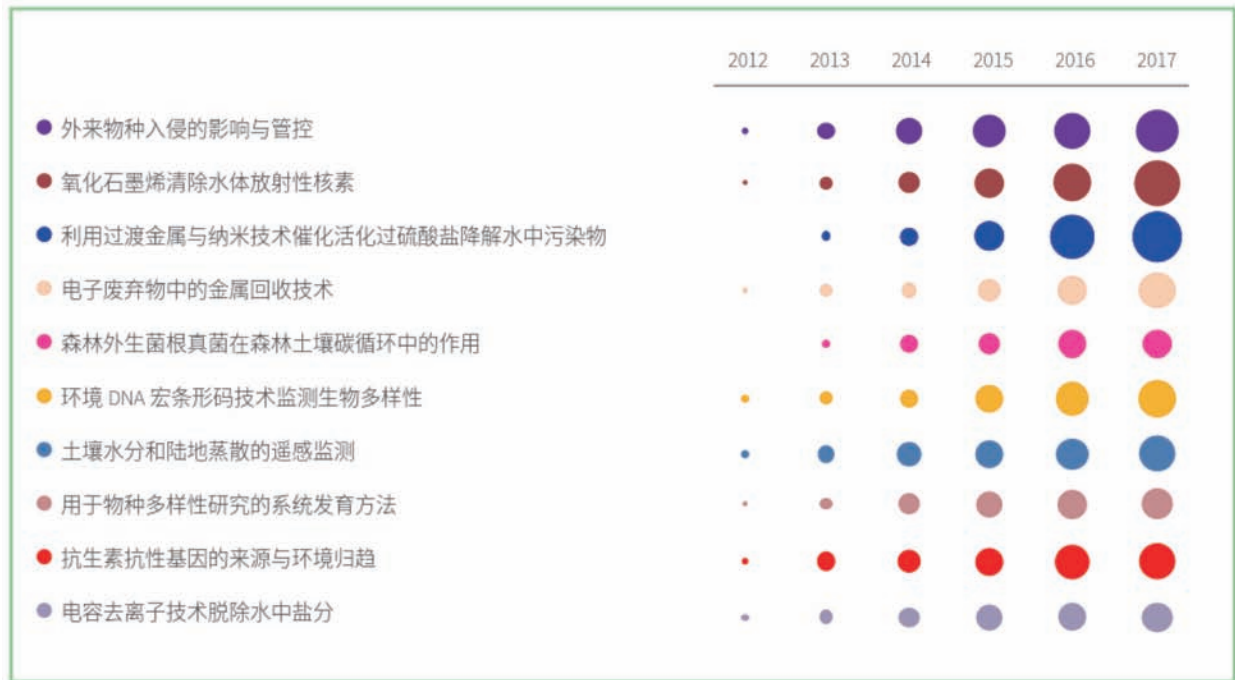 2012 2013 2014 2015 2016 2017
外来物种入侵的影响与管控
氧化石墨烯清除水体放射性核素
利用过渡金属与纳米技术催化活化过硫酸盐降解水中污染物
电子废弃物中的金属回收技术
森林外生菌根真菌在森林土壤碳循环中的作用
环境 DNA 宏条形码技术监测生物多样性
土壤水分和陆地蒸散的遥感监测
用于物种多样性研究的系统发育方法
抗生素抗性基因的来源与环境归趋
电容去离子技术脱除水中盐分